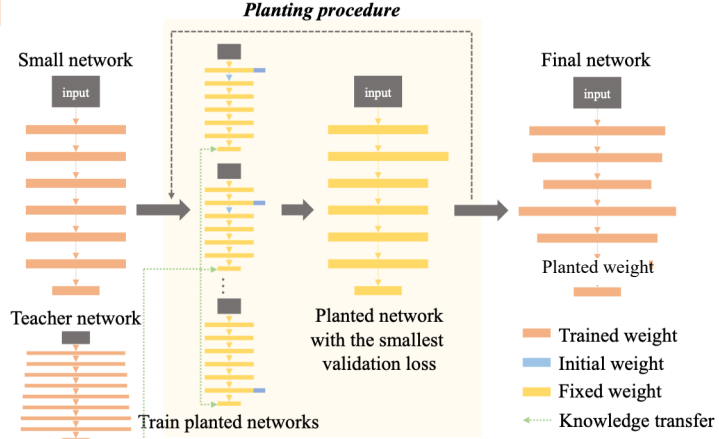 Planting procedure
Small network
Final network
input
input
input
Planted weight
Teacher network
Planted network
with the smallest
validation loss
Train planted networks
Trained weight
Initial weight
Fixed weight
Knowledge transfer